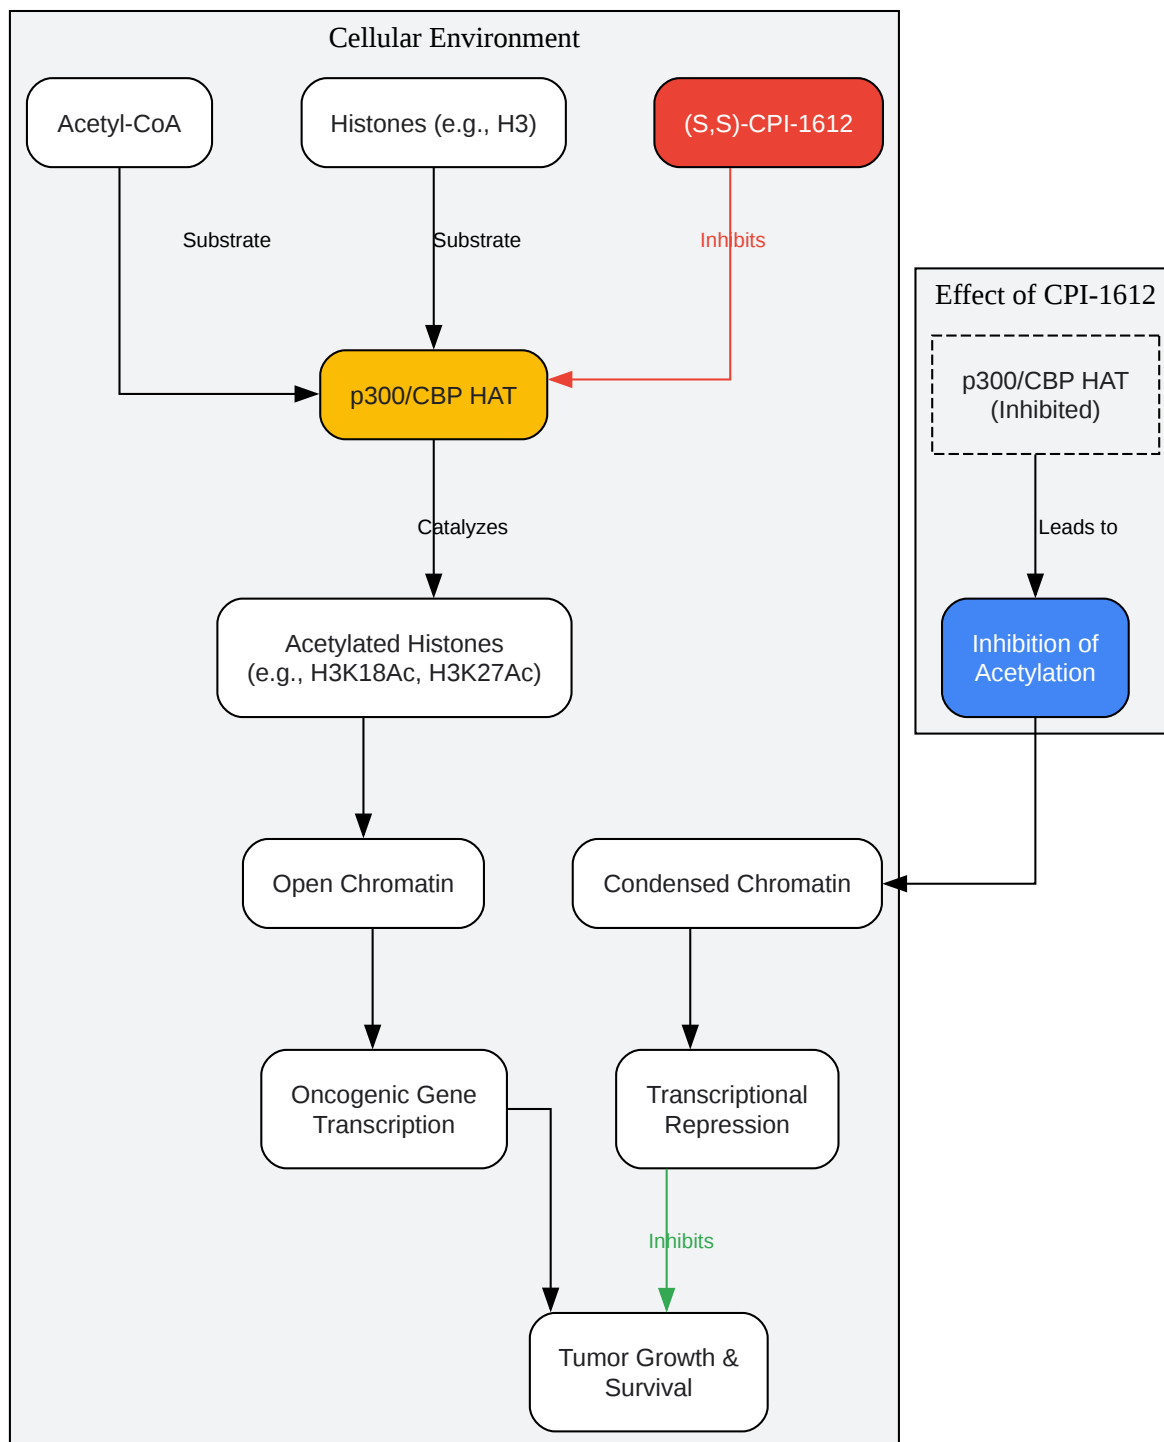 Cellular Environment
Acetyl-CoA
Histones (e.g., H3)
(S,S)-CPI-1612
Substrate
Substrate
Inhibits
Effect of CPI-1612
p300/CBP HAT
(Inhibited)
p300/CBP HAT
Catalyzes
Leads to
Acetylated Histones
(e.g., H3K18Ac, H3K27Ac)
Inhibition of
Acetylation
Open Chromatin
Condensed Chromatin
Oncogenic Gene
Transcription
Transcriptional
Repression
Inhibits
Tumor Growth &
Survival